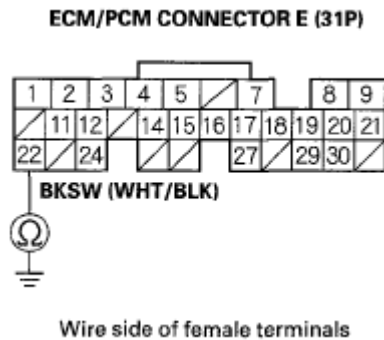 ECM/PCM CONNECTOR E (31P)
1 2 3 4 5 7 8 9
11 12 14 15 16 17 18 19 20 21
22 24 27 29 30
BKSW (WHT/BLK)
Ω
Wire side of female terminals